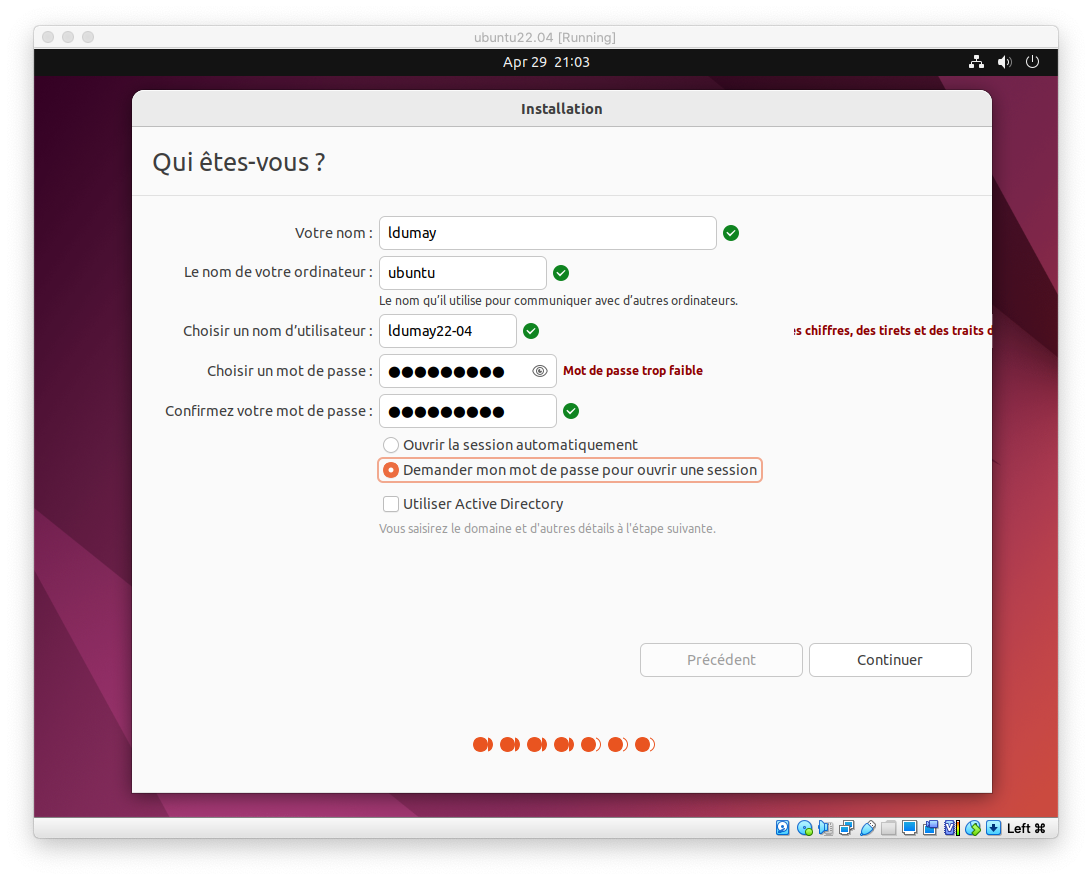 ubuntu22.04 [Running]
Apr 29 21:03
Installation
Qui êtes-vous ?
Votre nom : ldumay
Le nom de votre ordinateur : ubuntu
Le nom qu’il utilise pour communiquer avec d’autres ordinateurs.
Choisir un nom d’utilisateur : ldumay22-04 chiffres, des tirets et des traits
Choisir un mot de passe : ●●●●●●●●● Mot de passe trop faible
Confirmez votre mot de passe : ●●●●●●●●●
Ouvrir la session automatiquement
Demander mon mot de passe pour ouvrir une session
Utiliser Active Directory
Vous saisirez le domaine et d'autres détails à l'étape suivante.
Précédent Continuer
Left ⌘